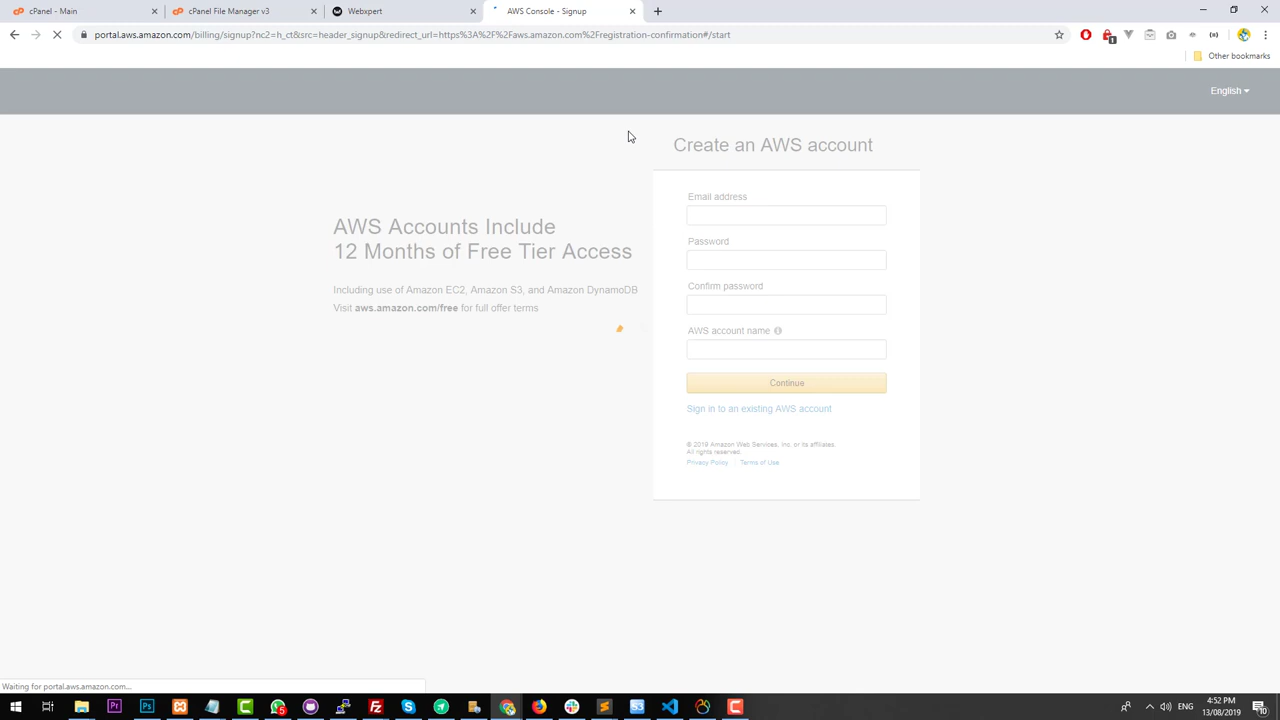 cPanel - Main
cPanel File Manager v3
Webxpert
AWS Console - Signup
portal.aws.amazon.com/billing/signup?nc2=h_ct&src=header_signup&redirect_url=https%3A%2F%2Faws.amazon.com%2Fregistration-confirmation#/start
Other bookmarks
English
Create an AWS account
Email address
AWS Accounts Include
12 Months of Free Tier Access
Password
Including use of Amazon EC2, Amazon S3, and Amazon DynamoDB
Visit aws.amazon.com/free for full offer terms
Confirm password
AWS account name
Continue
Sign in to an existing AWS account
© 2019 Amazon Web Services, Inc. or its affiliates.
All rights reserved.
Privacy Policy | Terms of Use
Waiting for portal.aws.amazon.com...
ENG
4:52 PM
13/08/2019
10